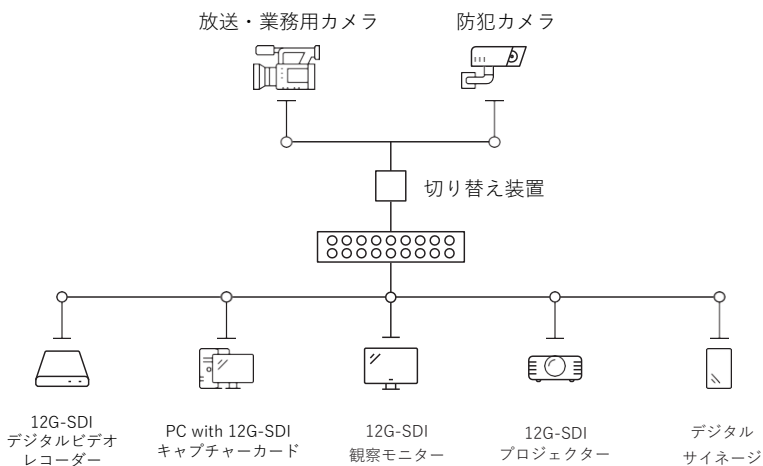 放送・業務用カメラ
防犯カメラ
切り替え装置
12G-SDI
デジタルビデオ
レコーダー
PC with 12G-SDI
キャプチャーカード
12G-SDI
観察モニター
12G-SDI
プロジェクター
デジタル
サイネージ